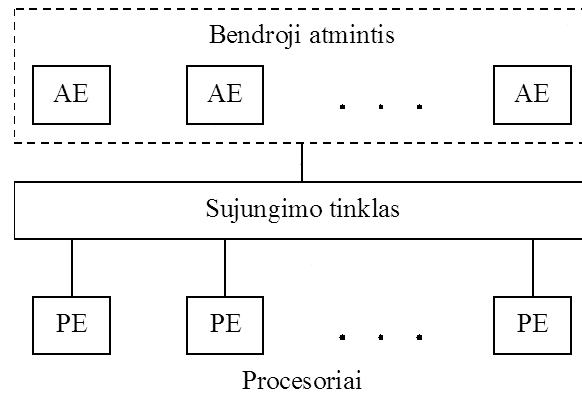 Bendroji atmintis
AE AE . . . AE
Sujungimo tinklas
PE PE . . . PE
Procesoriai